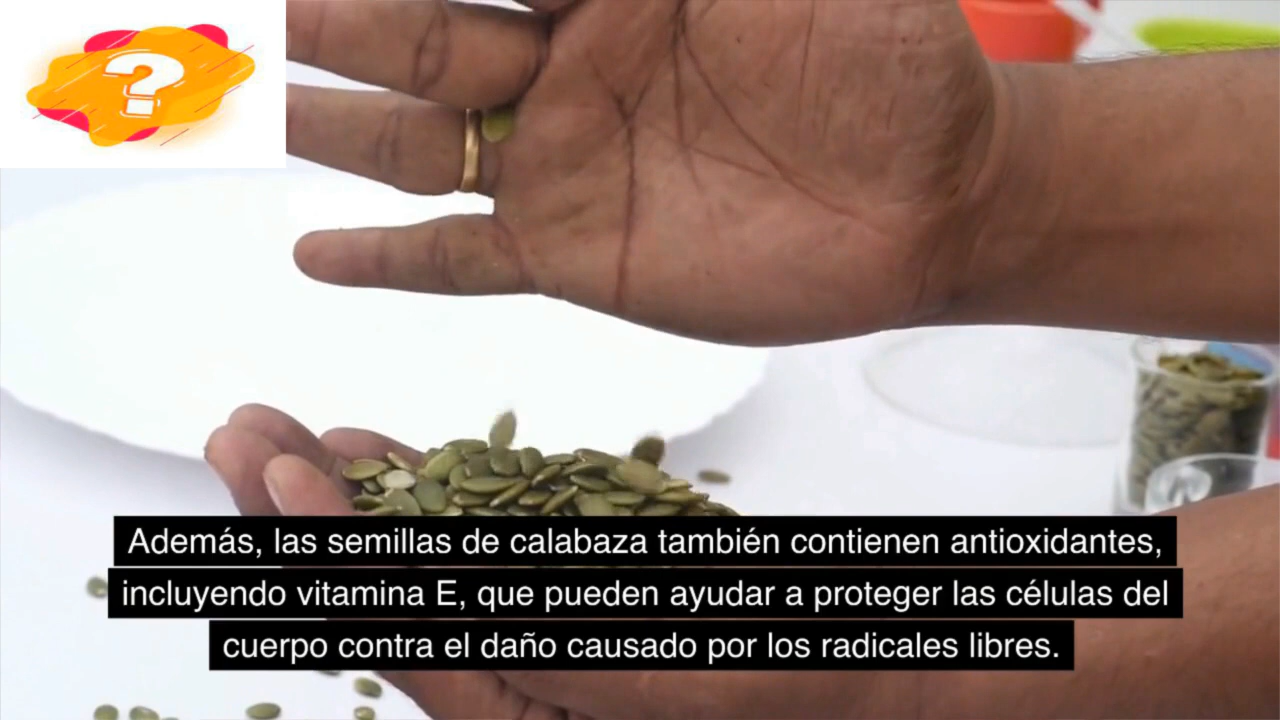 ?
Además, las semillas de calabaza también contienen antioxidantes,
incluyendo vitamina E, que pueden ayudar a proteger las células del
cuerpo contra el daño causado por los radicales libres.